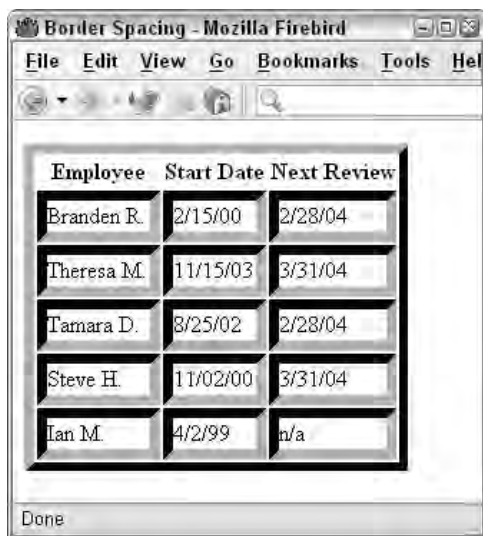 Border Spacing - Mozilla Firebird
File Edit View Go Bookmarks Tools Hel
Employee Start Date Next Review
Branden R. 2/15/00 2/28/04
Theresa M. 11/15/03 3/31/04
Tamara D. 8/25/02 2/28/04
Steve H. 11/02/00 3/31/04
Ian M. 4/2/99 n/a
Done